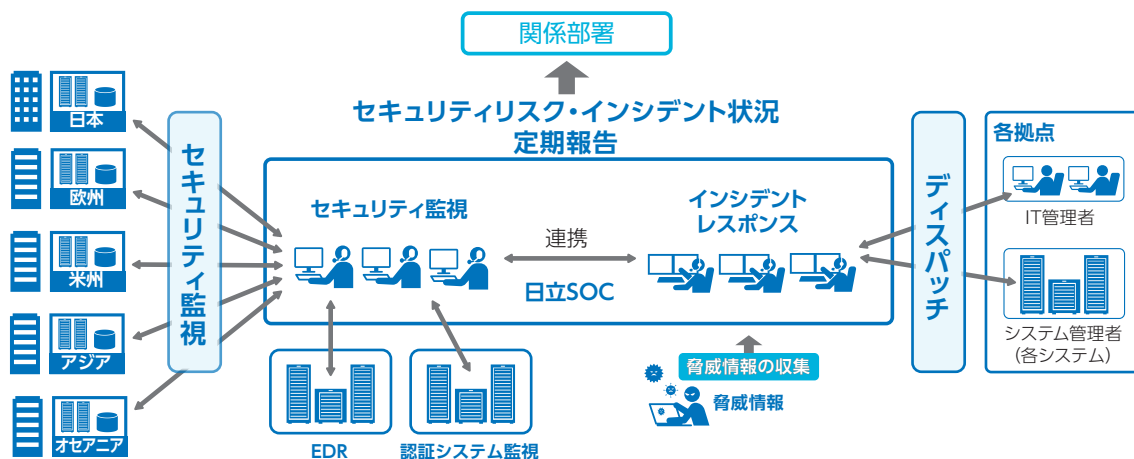 関係部署
セキュリティリスク・インシデント状況
定期報告
日本
欧州
米州
アジア
オセアニア
セキュリティ監視
セキュリティ監視
連携
日立SOC
インシデント
レスポンス
EDR
認証システム監視
脅威情報の収集
脅威情報
ディスパッチ
各拠点
IT管理者
システム管理者
(各システム)